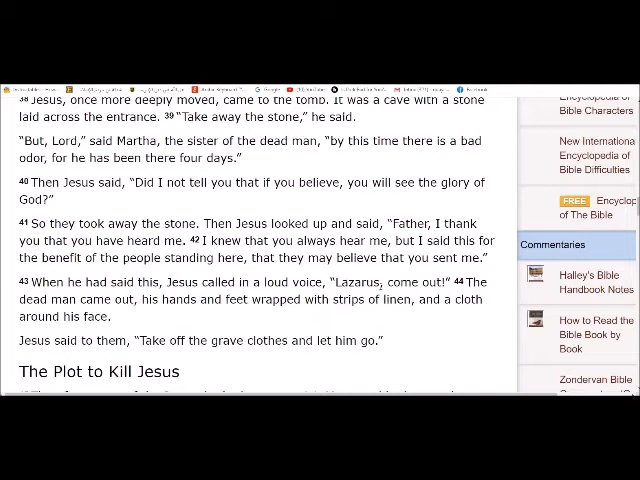 Google
(10) YouTube
Facebook
38 Jesus, once more deeply moved, came to the tomb. It was a cave with a stone
laid across the entrance. 39 “Take away the stone,” he said.
“But, Lord,” said Martha, the sister of the dead man, “by this time there is a bad
odor, for he has been there four days.”
40 Then Jesus said, “Did I not tell you that if you believe, you will see the glory of
God?”
41 So they took away the stone. Then Jesus looked up and said, “Father, I thank
you that you have heard me. 42 I knew that you always hear me, but I said this for
the benefit of the people standing here, that they may believe that you sent me.”
43 When he had said this, Jesus called in a loud voice, “Lazarus, come out!” 44 The
dead man came out, his hands and feet wrapped with strips of linen, and a cloth
around his face.
Jesus said to them, “Take off the grave clothes and let him go.”
The Plot to Kill Jesus
Encyclopedia of
Bible Characters
New Internationa
Encyclopedia of
Bible Difficulties
FREE Encyclop
of The Bible
Commentaries
Halley's Bible
Handbook Notes
How to Read the
Bible Book by
Book
Zondervan Bible